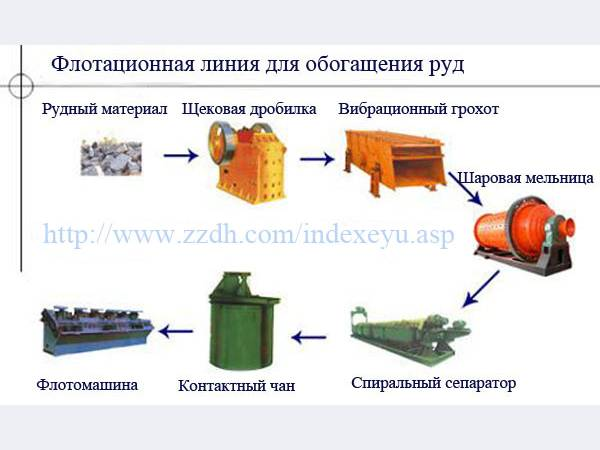 Флотационная линия для обогащения руд
Рудный материал Щековая дробилка Вибрационный грохот
Шаровая мельница
http://www.zzdh.com/indexeyu.asp
Флотомашина Контактный чан Спиральный сепаратор